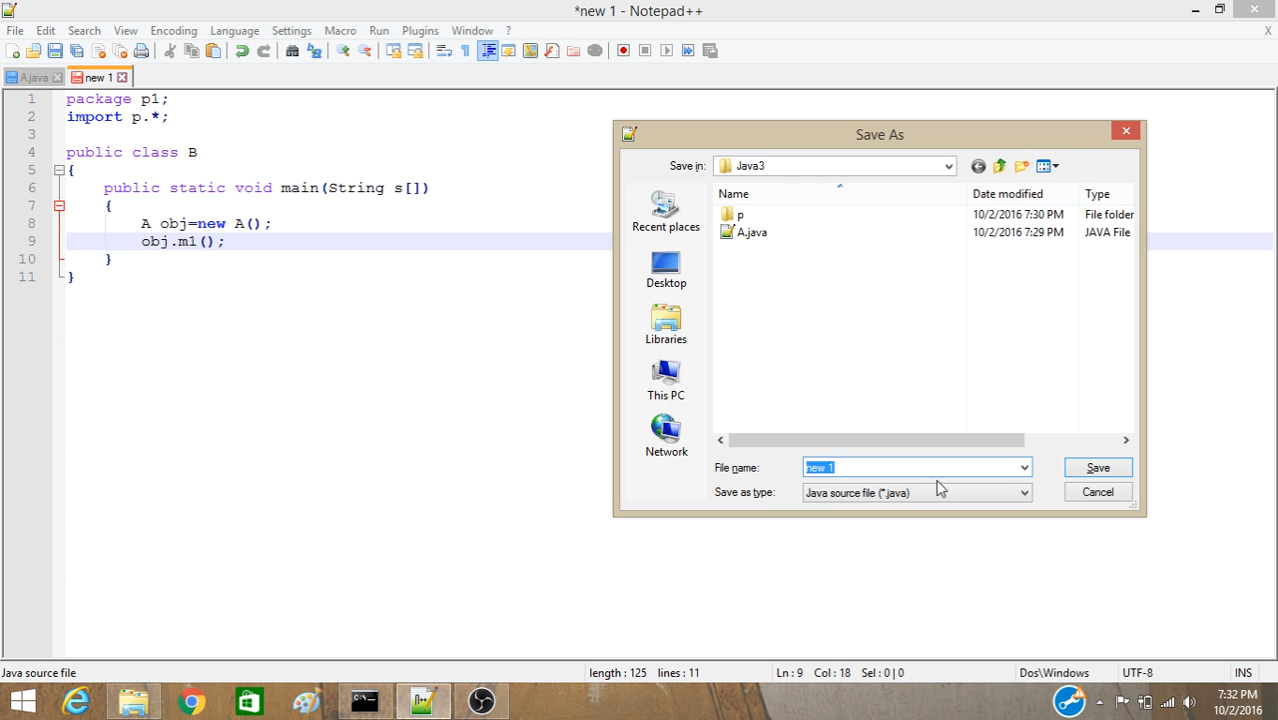 *new 1 - Notepad++
File Edit Search View Encoding Language Settings Macro Run Plugins Window ? X
A.java new 1
1 package p1;
2 import p.*;
3
4 public class B
5 {
6 public static void main(String s[])
7 {
8 A obj=new A();
9 obj.m1();
10 }
11 }
Save As
Save in: Java3
Name Date modified Type
p 10/2/2016 7:30 PM File folder
A.java 10/2/2016 7:29 PM JAVA File
Recent places
Desktop
Libraries
This PC
Network
File name: new 1 Save
Save as type: Java source file (*.java) Cancel
Java source file length : 125 lines : 11 Ln : 9 Col : 18 Sel : 0 | 0 Dos\Windows UTF-8 INS
7:32 PM
10/2/2016